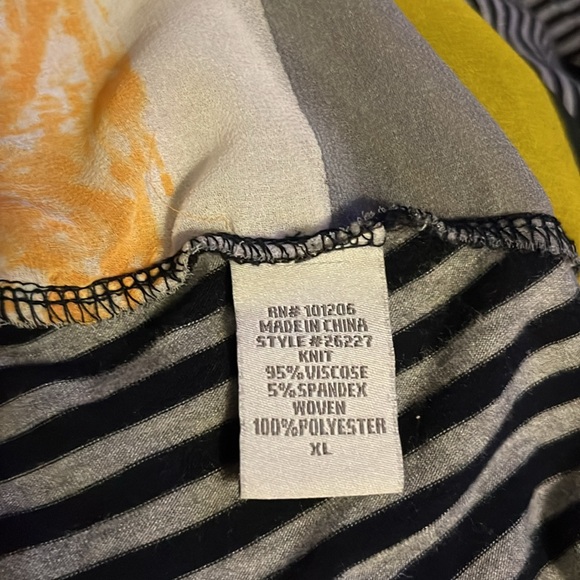 RN# 101206
MADE IN CHINA
STYLE #26227
KNIT
95%VISCOSE
5%SPANDEX
WOVEN
100%POLYESTER
XL